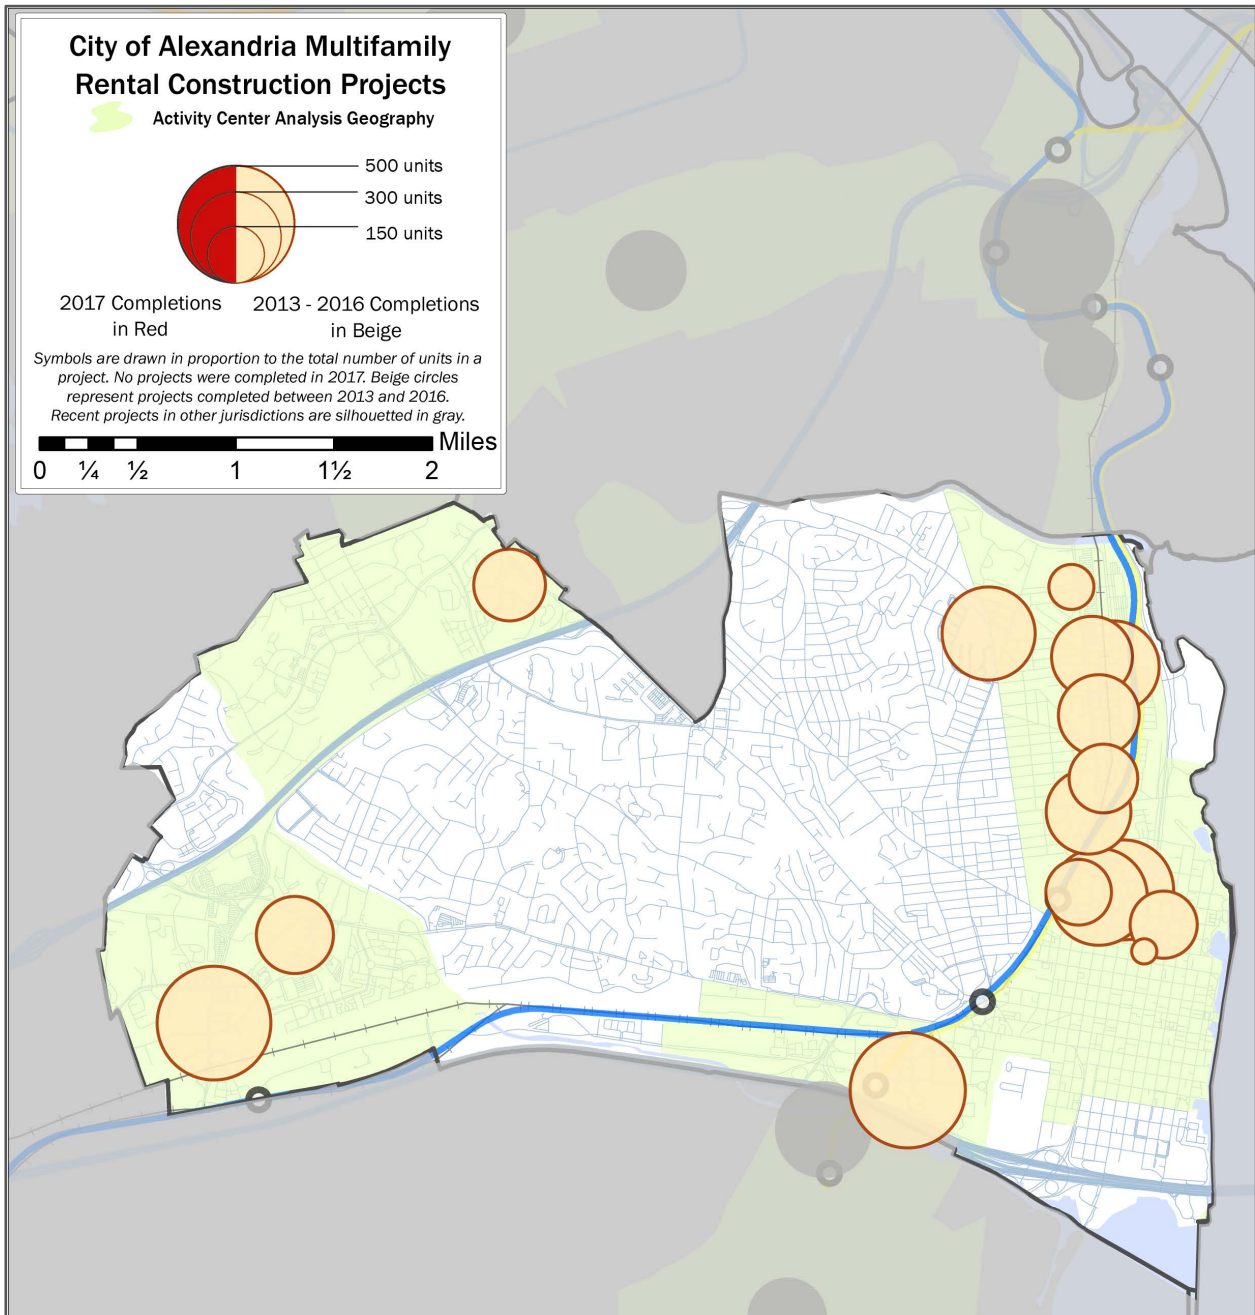 City of Alexandria Multifamily
Rental Construction Projects
Activity Center Analysis Geography
500 units
300 units
150 units
2017 Completions
in Red
2013 - 2016 Completions
in Beige
Symbols are drawn in proportion to the total number of units in a
project. No projects were completed in 2017. Beige circles
represent projects completed between 2013 and 2016.
Recent projects in other jurisdictions are silhouetted in gray.
Miles
0 ¼ ½ 1 1½ 2